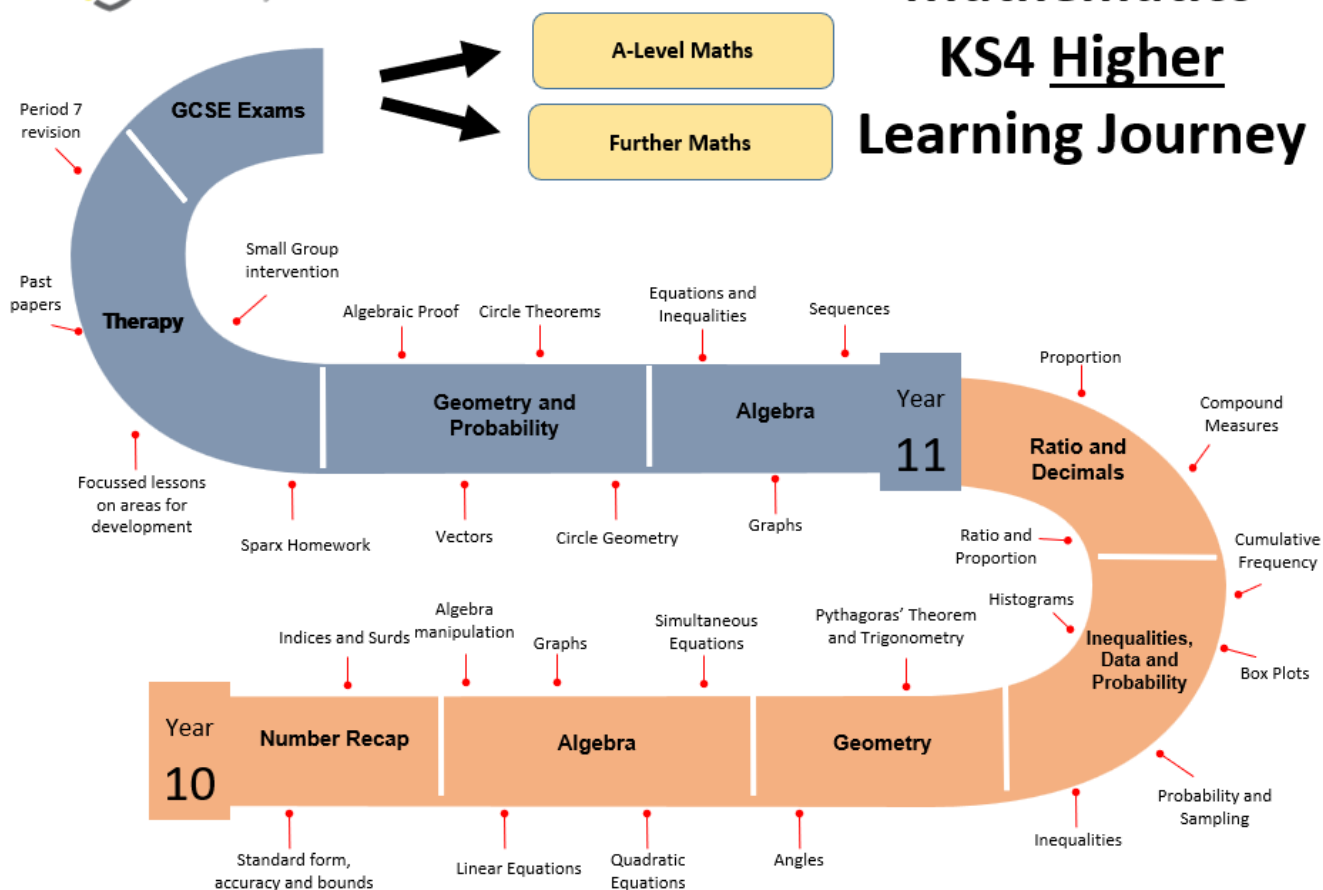 KS4 Higher
Learning Journey
A-Level Maths
Further Maths
GCSE Exams
Period 7
revision
Small Group
intervention
Past
papers
Therapy
Focussed lessons
on areas for
development
Sparx Homework
Algebraic Proof
Circle Theorems
Geometry and
Probability
Vectors
Circle Geometry
Equations and
Inequalities
Sequences
Algebra
Graphs
Year
11
Proportion
Compound
Measures
Ratio and
Decimals
Ratio and
Proportion
Cumulative
Frequency
Histograms
Inequalities,
Data and
Probability
Box Plots
Probability and
Sampling
Inequalities
Pythagoras’ Theorem
and Trigonometry
Geometry
Angles
Simultaneous
Equations
Graphs
Algebra
manipulation
Algebra
Linear Equations
Quadratic
Equations
Indices and Surds
Number Recap
Standard form,
accuracy and bounds
Year
10